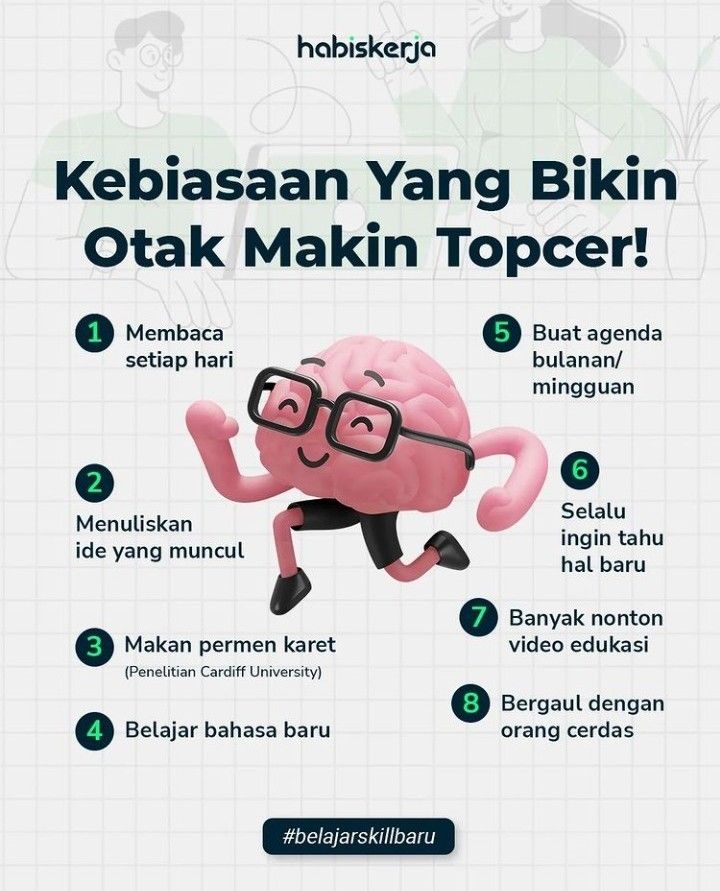 habiskerja
Kebiasaan Yang Bikin
Otak Makin Topcer!
1 Membaca
setiap hari
2
Menuliskan
ide yang muncul
3 Makan permen karet
(Penelitian Cardiff University)
4 Belajar bahasa baru
5 Buat agenda
bulanan/
mingguan
6
Selalu
ingin tahu
hal baru
7 Banyak nonton
video edukasi
8 Bergaul dengan
orang cerdas
#belajarskillbaru